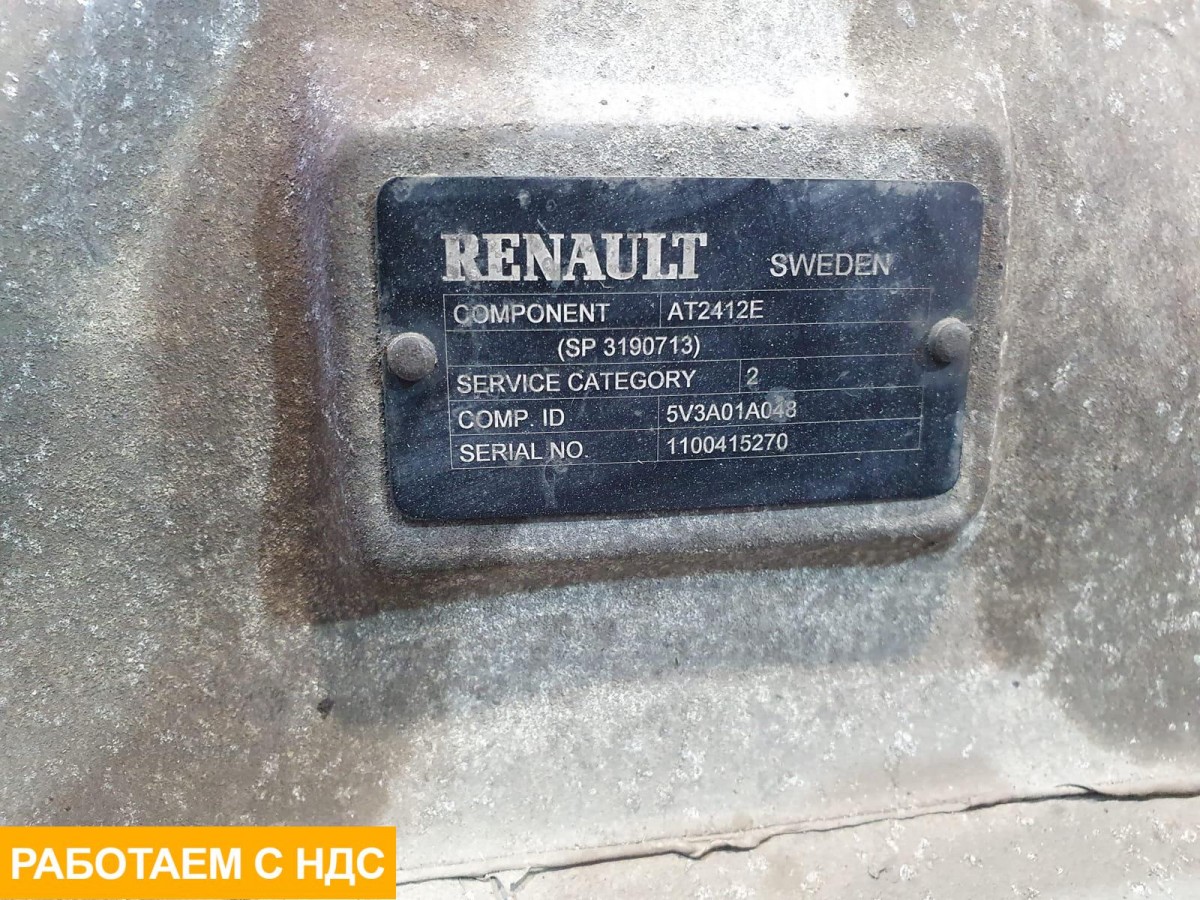 RENAULT SWEDEN
COMPONENT AT2412E
(SP 3190713)
SERVICE CATEGORY 2
COMP. ID 5V3A01A048
SERIAL NO. 1100415270
РАБОТАЕМ С НДС